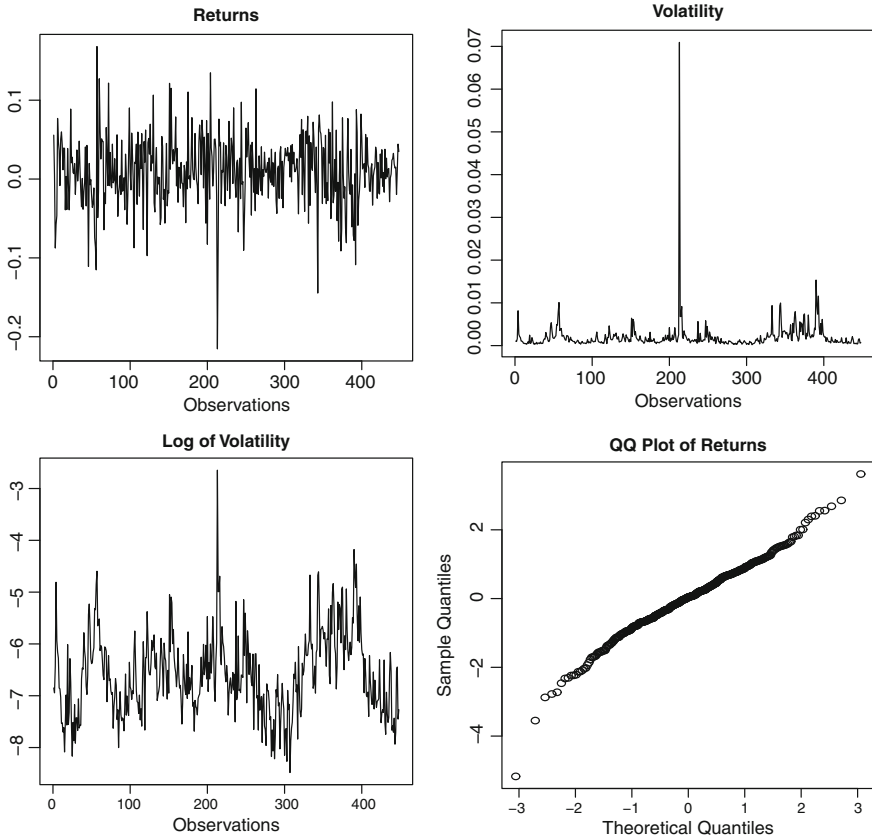 Returns
0.1
0.0
−0.1
−0.2
0 100 200 300 400
Observations
Volatility
0.07
0.06
0.05
0.04
0.03
0.02
0.01
0.00
0 100 200 300 400
Observations
Log of Volatility
−3
−4
−5
−6
−7
−8
0 100 200 300 400
Observations
QQ Plot of Returns
Sample Quantiles
2
0
−2
−4
−3 −2 −1 0 1 2 3
Theoretical Quantiles